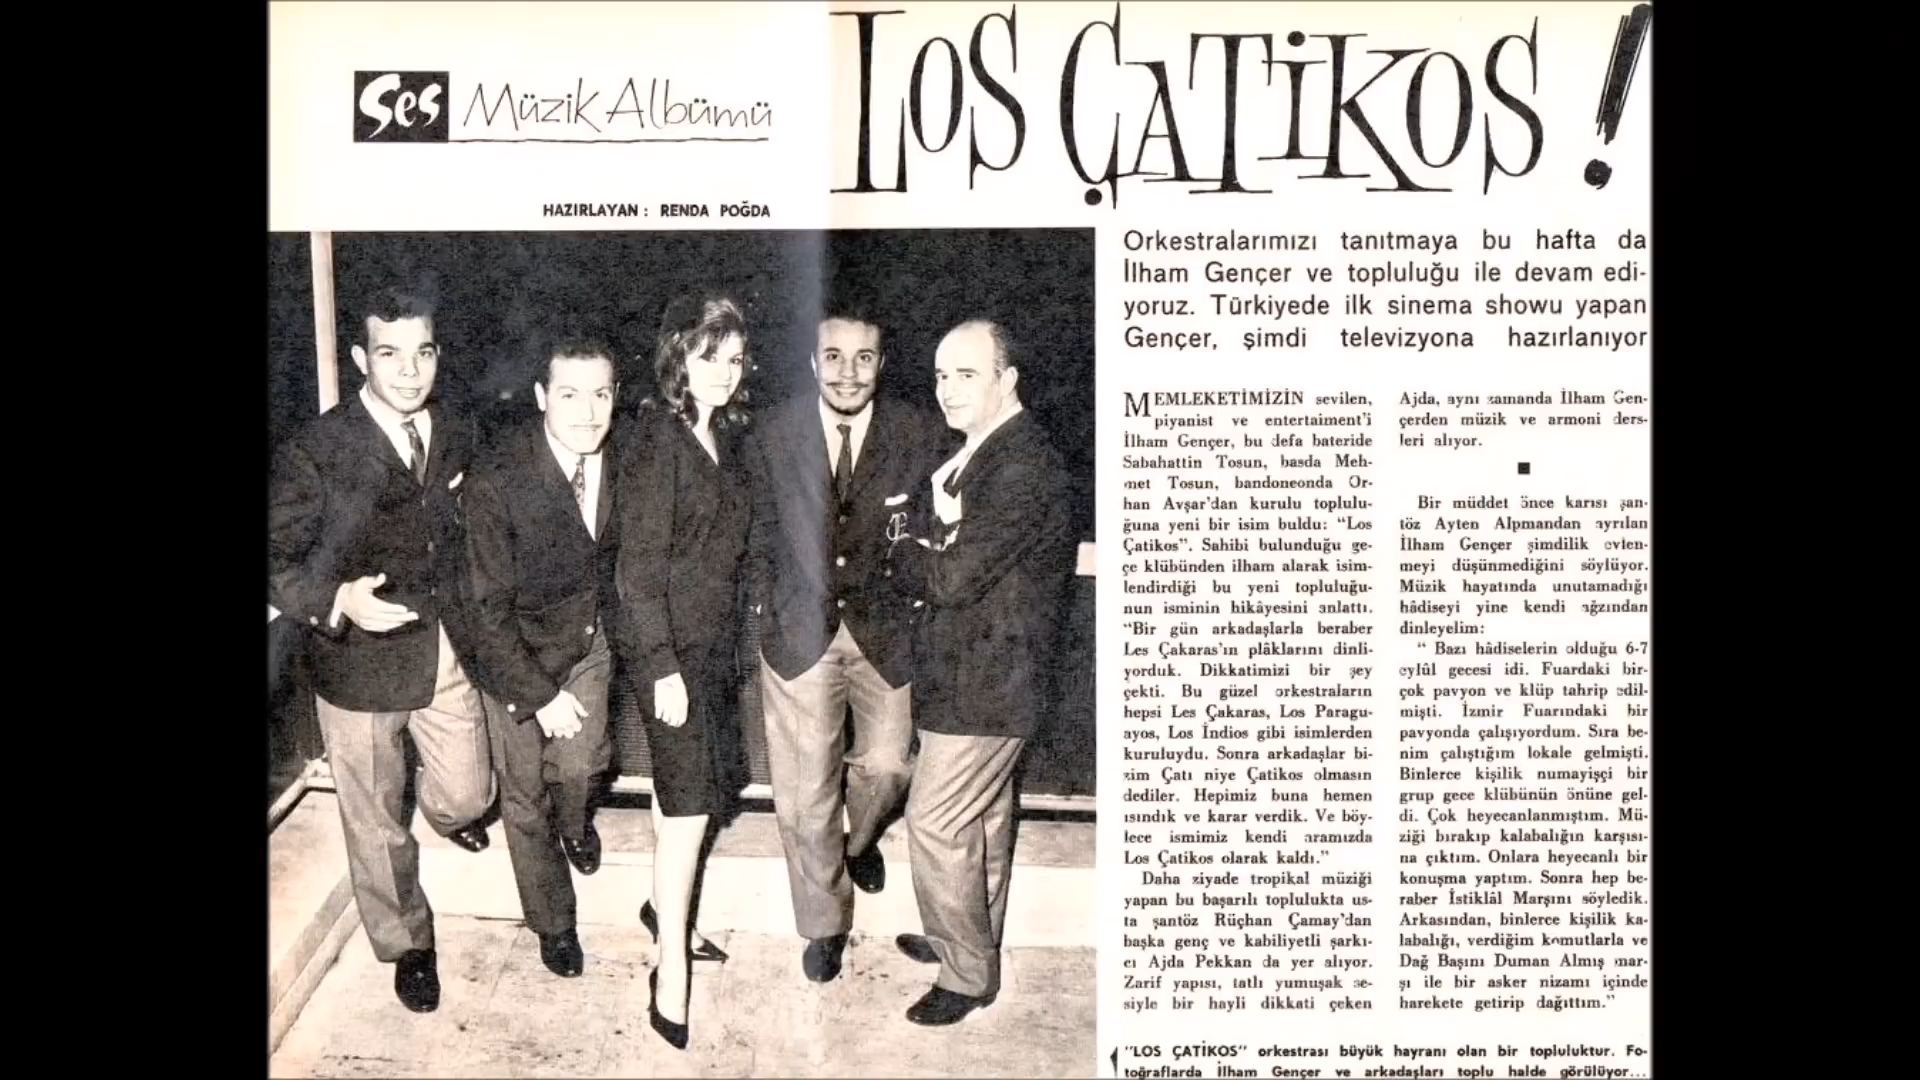 Ses Müzik Albümü
HAZIRLAYAN : RENDA POĞDA
LOS ÇATİKOS !
Orkestralarımızı tanıtmaya bu hafta da
İlham Gençer ve topluluğu ile devam edi-
yoruz. Türkiyede ilk sinema showu yapan
Gençer, şimdi televizyona hazırlanıyor
MEMLEKETİMİZİN sevilen,
piyanist ve entertaiment'i
İlham Gençer, bu defa bateride
Sabahattin Tosun, basda Meh-
met Tosun, bandoneonda Or-
han Avşar'dan kurulu toplulu-
ğuna yeni bir isim buldu: "Los
Çatikos". Sahibi bulunduğu ge-
çe klübünden ilham alarak isim-
lendirdiği bu yeni topluluğu-
nun isminin hikâyesini anlattı.
"Bir gün arkadaşlarla beraber
Les Çakaras'ın plâklarını dinli-
yorduk. Dikkatimizi bir şey
çekti. Bu güzel orkestraların
hepsi Les Çakaras, Los Paragu-
ayos, Los İndios gibi isimlerden
kuruluydu. Sonra arkadaşlar bi-
zim Çatı niye Çatikos olmasın
dediler. Hepimiz buna hemen
ısındık ve karar verdik. Ve böy-
lece ismimiz kendi aramızda
Los Çatikos olarak kaldı."
Daha ziyade tropikal müziği
yapan bu başarılı toplulukta us-
ta şantöz Rüçhan Çamay'dan
başka genç ve kabiliyetli şarkı-
cı Ajda Pekkan da yer alıyor.
Zarif yapısı, tatlı yumuşak se-
siyle bir hayli dikkati çeken
Ajda, aynı zamanda İlham Gen-
çerden müzik ve armoni ders-
leri alıyor.
Bir müddet önce karısı şan-
töz Ayten Alpmandan ayrılan
İlham Gençer şimdilik evlen-
meyi düşünmediğini söylüyor.
Müzik hayatında unutamadığı
hâdiseyi yine kendi ağzından
dinleyelim:
" Bazı hâdiselerin olduğu 6-7
eylûl gecesi idi. Fuardaki bir-
çok pavyon ve klüp tahrip edil-
mişti. İzmir Fuarındaki bir
pavyonda çalışıyordum. Sıra be-
nim çalıştığım lokale gelmişti.
Binlerce kişilik numayişçi bir
grup gece klübünün önüne gel-
di. Çok heyecanlanmıştım. Mü-
ziği bırakıp kalabalığın karşısı-
na çıktım. Onlara heyecanlı bir
konuşma yaptım. Sonra hep be-
raber İstiklâl Marşını söyledik.
Arkasından, binlerce kişilik ka-
labalığı, verdiğim komutlarla ve
Dağ Başını Duman Almış mar-
şı ile bir asker nizamı içinde
harekete getirip dağıttım."
"LOS ÇATİKOS" orkestrası büyük hayranı olan bir topluluktur. Fo-
toğraflarda İlham Gençer ve arkadaşları toplu halde görülüyor...